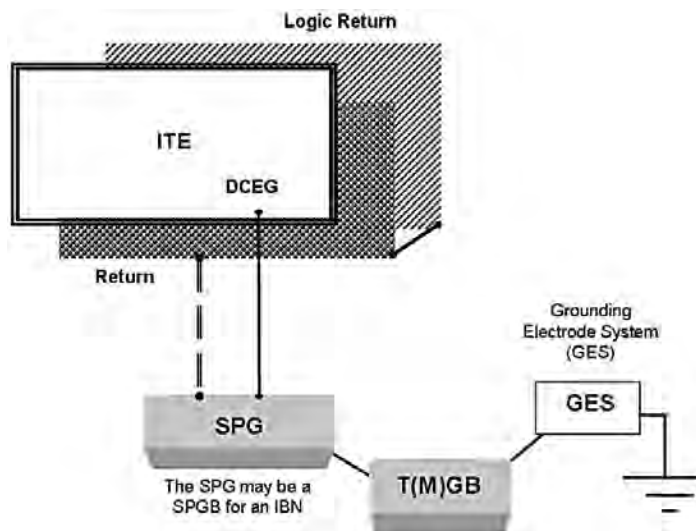 Logic Return
ITE
DCEG
Return
Grounding
Electrode System
(GES)
GES
SPG
The SPG may be a
SPGB for an IBN
T(M)GB